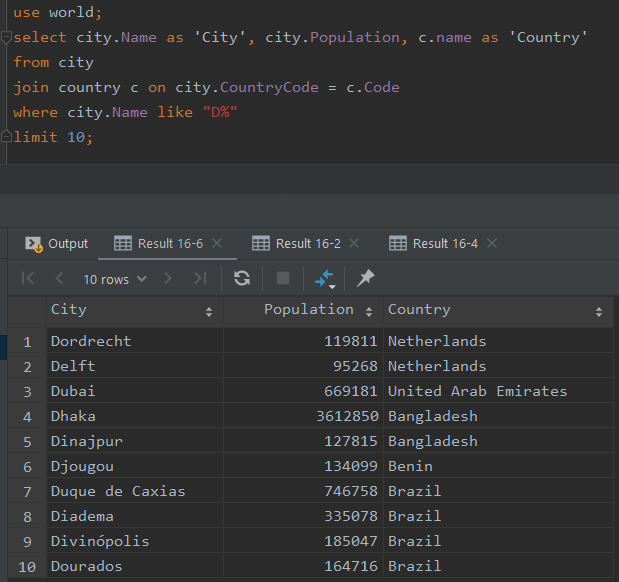 use world;
select city.Name as 'City', city.Population, c.name as 'Country'
from city
join country c on city.CountryCode = c.Code
where city.Name like "D%"
limit 10;
Output Result 16-6 Result 16-2 Result 16-4
10 rows
City Population Country
1 Dordrecht 119811 Netherlands
2 Delft 95268 Netherlands
3 Dubai 669181 United Arab Emirates
4 Dhaka 3612850 Bangladesh
5 Dinajpur 127815 Bangladesh
6 Djougou 134099 Benin
7 Duque de Caxias 746758 Brazil
8 Diadema 335078 Brazil
9 Divinópolis 185047 Brazil
10 Dourados 164716 Brazil